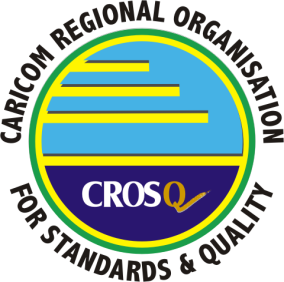 CARICOM REGIONAL ORGANISATION
CROSQ
FOR STANDARDS & QUALITY